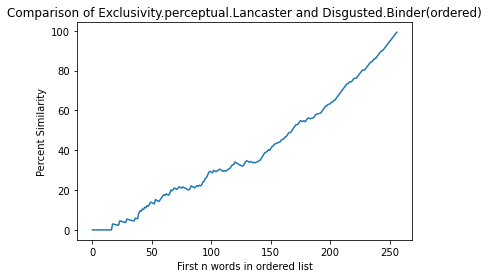 Comparison of Exclusivity.perceptual.Lancaster and Disgusted.Binder(ordered)
100
80
60
40
20
0
Percent Similarity
0 50 100 150 200 250
First n words in ordered list